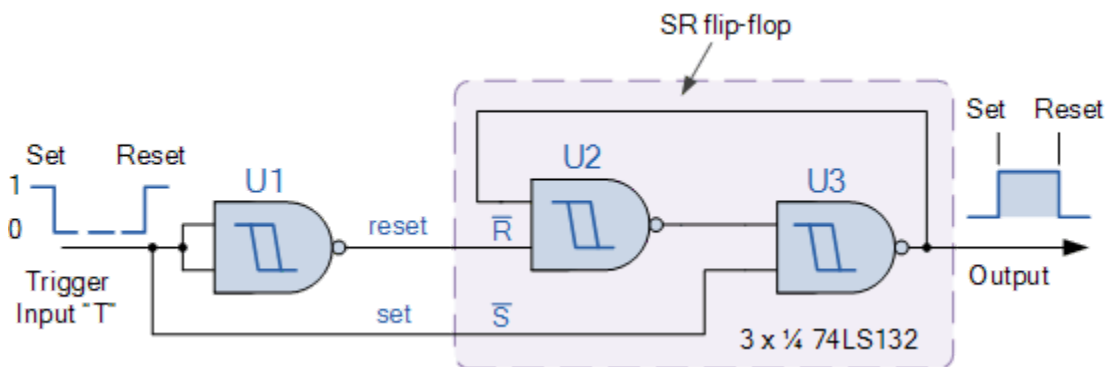 SR flip-flop
Set Reset
Set Reset
1
0
U1
U2
U3
reset
R
set
S
Trigger
Input "T"
Output
3 x ¼ 74LS132